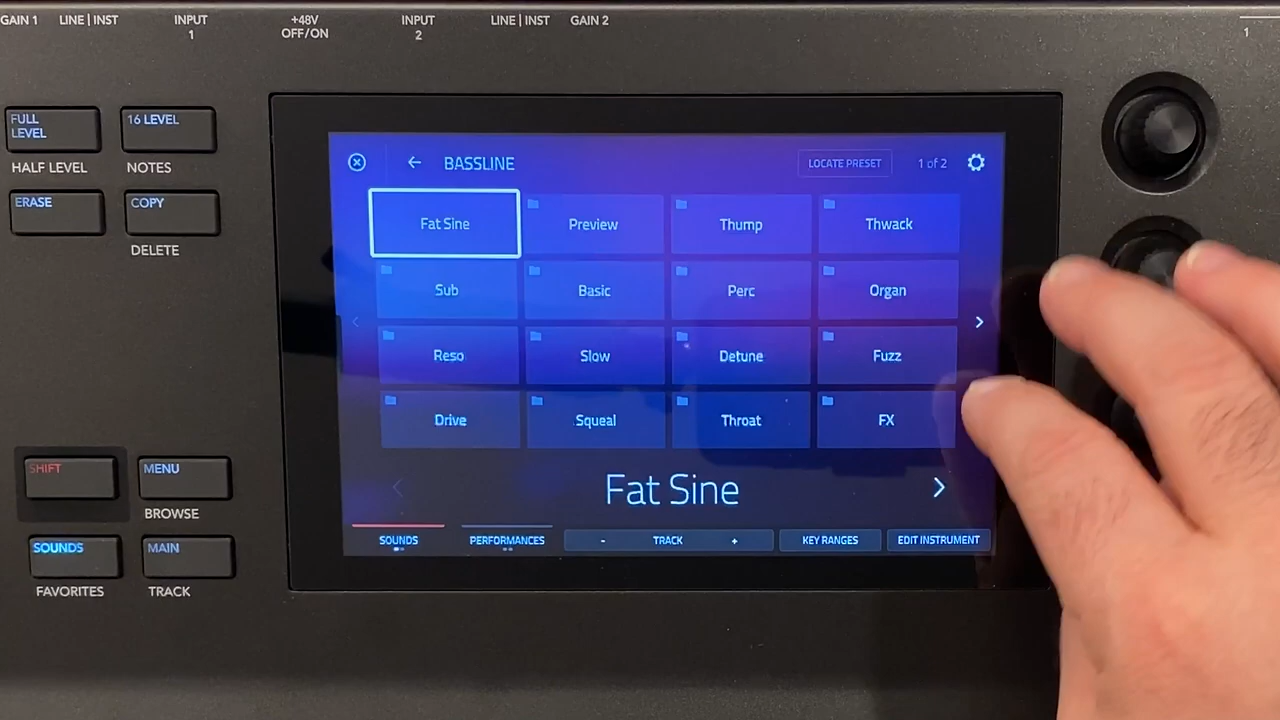 GAIN 1 LINE | INST INPUT 1 +48V OFF/ON INPUT 2 LINE | INST GAIN 2 1
FULL LEVEL
16 LEVEL
HALF LEVEL
NOTES
ERASE
COPY
DELETE
BASSLINE
LOCATE PRESET
1 of 2
Fat Sine
Preview
Thump
Thwack
Sub
Basic
Perc
Organ
Reso
Slow
Detune
Fuzz
Drive
Squeal
Throat
FX
Fat Sine
SOUNDS
PERFORMANCES
- TRACK +
KEY RANGES
EDIT INSTRUMENT
SHIFT
MENU
BROWSE
SOUNDS
MAIN
FAVORITES
TRACK